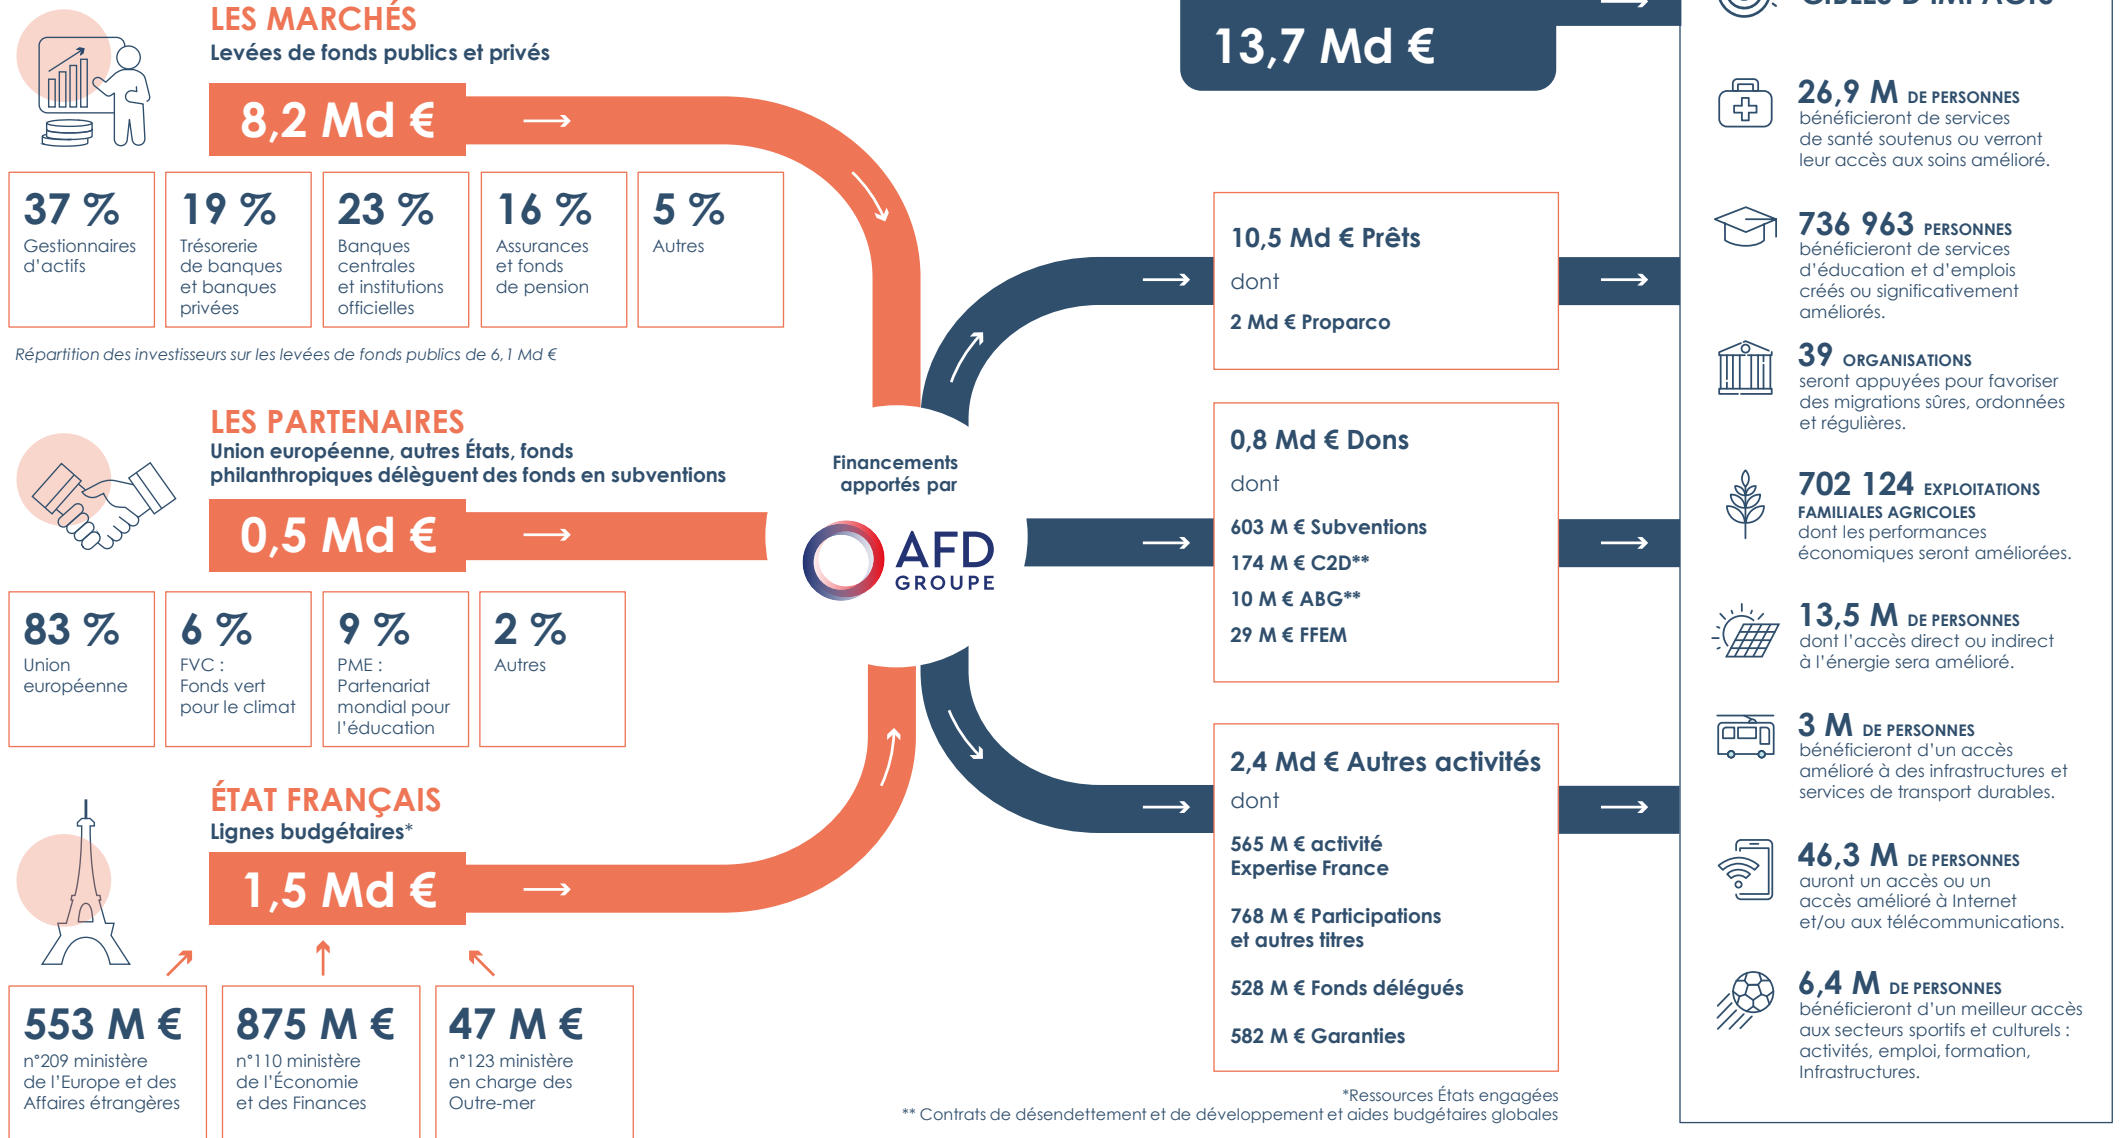 LES MARCHÉS
Levées de fonds publics et privés
8,2 Md €
37 %
Gestionnaires
d'actifs
19 %
Trésorerie
de banques
et banques
privées
23 %
Banques
centrales
et institutions
officielles
16 %
Assurances
et fonds
de pension
5 %
Autres
Répartition des investisseurs sur les levées de fonds publics de 6,1 Md €
LES PARTENAIRES
Union européenne, autres États, fonds
philanthropiques délèguent des fonds en subventions
0,5 Md €
83 %
Union
européenne
6 %
FVC :
Fonds vert
pour le climat
9 %
PME :
Partenariat
mondial pour
l'éducation
2 %
Autres
ÉTAT FRANÇAIS
Lignes budgétaires*
1,5 Md €
553 M €
n°209 ministère
de l'Europe et des
Affaires étrangères
875 M €
n°110 ministère
de l'Économie
et des Finances
47 M €
n°123 ministère
en charge des
Outre-mer
Financements
apportés par
AFD
GROUPE
13,7 Md €
10,5 Md € Prêts
dont
2 Md € Proparco
0,8 Md € Dons
dont
603 M € Subventions
174 M € C2D**
10 M € ABG**
29 M € FFEM
2,4 Md € Autres activités
dont
565 M € activité
Expertise France
768 M € Participations
et autres titres
528 M € Fonds délégués
582 M € Garanties
*Ressources États engagées
** Contrats de désendettement et de développement et aides budgétaires globales
CIBLES D'IMPACTS
26,9 M DE PERSONNES
bénéficieront de services
de santé soutenus ou verront
leur accès aux soins amélioré.
736 963 PERSONNES
bénéficieront de services
d'éducation et d'emplois
créés ou significativement
améliorés.
39 ORGANISATIONS
seront appuyées pour favoriser
des migrations sûres, ordonnées
et régulières.
702 124 EXPLOITATIONS
FAMILIALES AGRICOLES
dont les performances
économiques seront améliorées.
13,5 M DE PERSONNES
dont l'accès direct ou indirect
à l'énergie sera amélioré.
3 M DE PERSONNES
bénéficieront d'un accès
amélioré à des infrastructures et
services de transport durables.
46,3 M DE PERSONNES
auront un accès ou un
accès amélioré à Internet
et/ou aux télécommunications.
6,4 M DE PERSONNES
bénéficieront d'un meilleur accès
aux secteurs sportifs et culturels :
activités, emploi, formation,
Infrastructures.